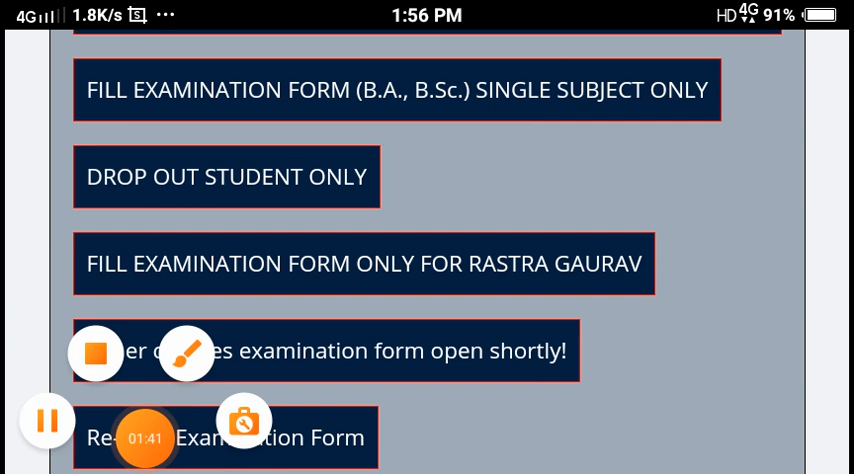 4G 1.8K/s S ... 1:56 PM HD 4G 91%
FILL EXAMINATION FORM (B.A., B.Sc.) SINGLE SUBJECT ONLY
DROP OUT STUDENT ONLY
FILL EXAMINATION FORM ONLY FOR RASTRA GAURAV
examination form open shortly!
01:41
Form